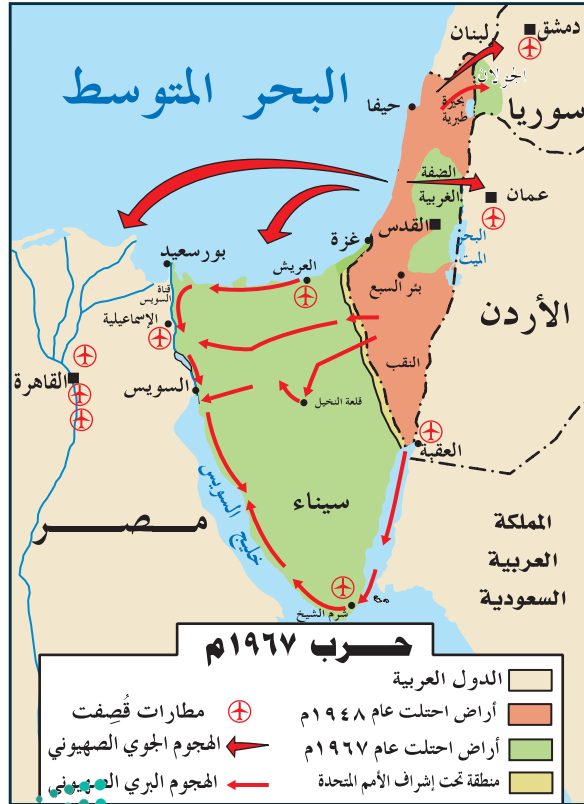 دمشق
لبنان
الجولان
سوريا
البحر المتوسط
حيفا
بحيرة
طبرية
الضفة
الغربية
عمان
القدس
البحر
الميت
غزة
بورسعيد
العريش
بئر السبع
قناة
السويس
الأردن
الإسماعيلية
النقب
القاهرة
السويس
قلعة النخيل
العقبة
سيناء
خليج السويس
مصر
المملكة
العربية
السعودية
شرم الشيخ
حرب ١٩٦٧م
الدول العربية
أراض احتلت عام ١٩٤٨م
أراض احتلت عام ١٩٦٧م
منطقة تحت إشراف الأمم المتحدة
مطارات قُصِفت
الهجوم الجوي الصهيوني
الهجوم البري الصهيوني